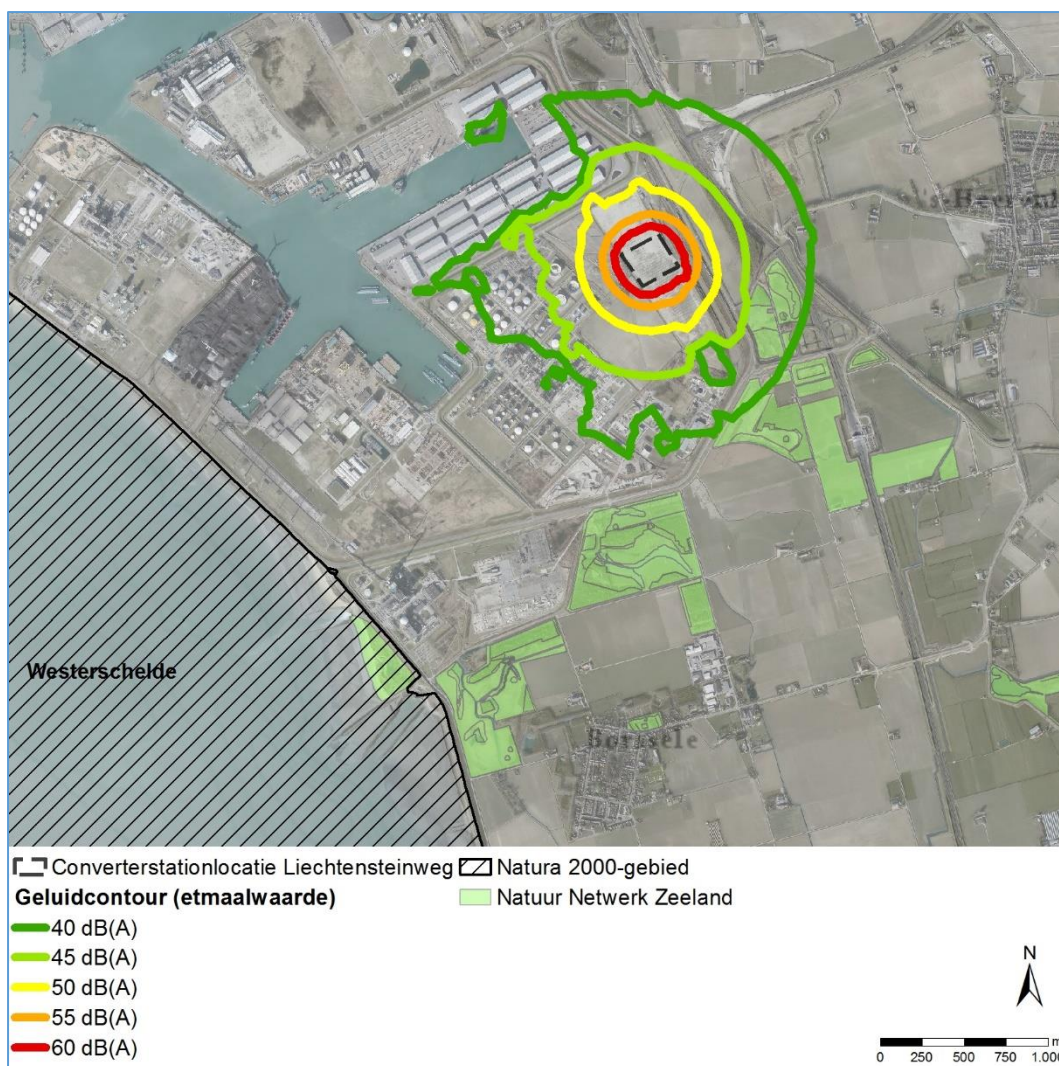 Westerschelde
Borssele
Converterstationlocatie Liechtensteinweg
Natura 2000-gebied
Geluidcontour (etmaalwaarde)
Natuur Netwerk Zeeland
40 dB(A)
45 dB(A)
50 dB(A)
55 dB(A)
60 dB(A)
N
m
0 250 500 750 1.000